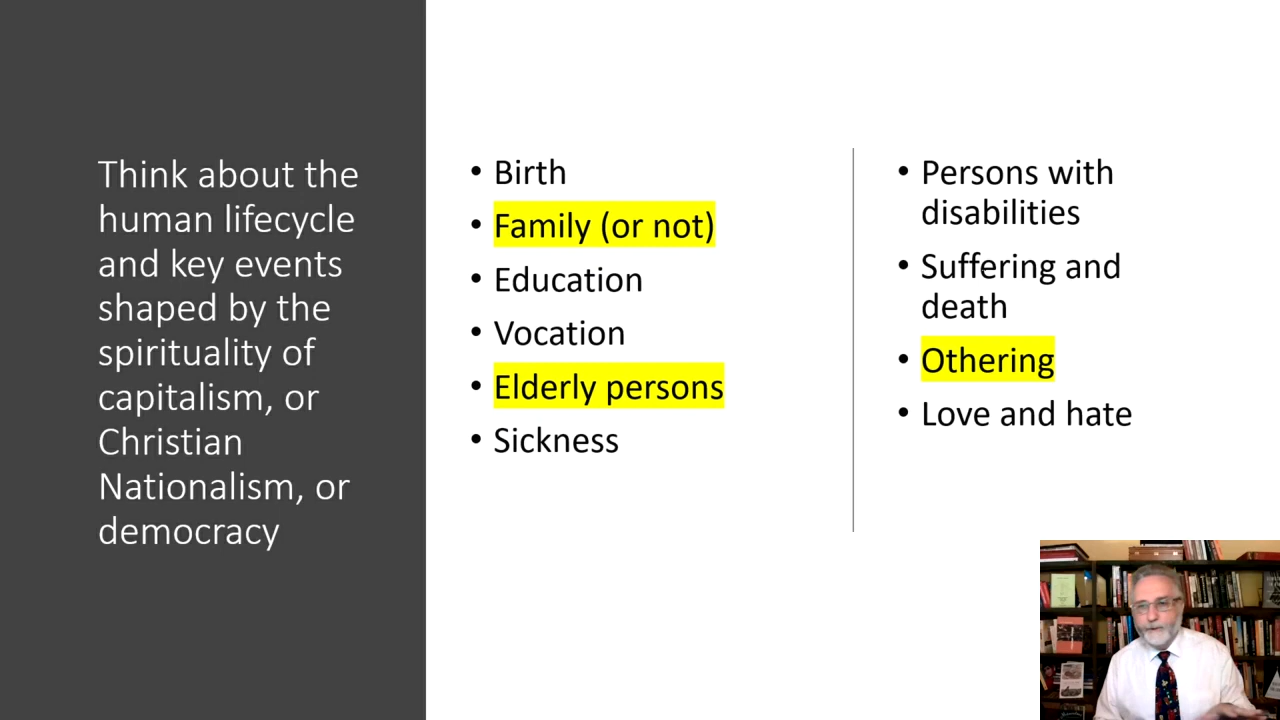 Think about the
human lifecycle
and key events
shaped by the
spirituality of
capitalism, or
Christian
Nationalism, or
democracy
• Birth
• Family (or not)
• Education
• Vocation
• Elderly persons
• Sickness
• Persons with
disabilities
• Suffering and
death
• Othering
• Love and hate